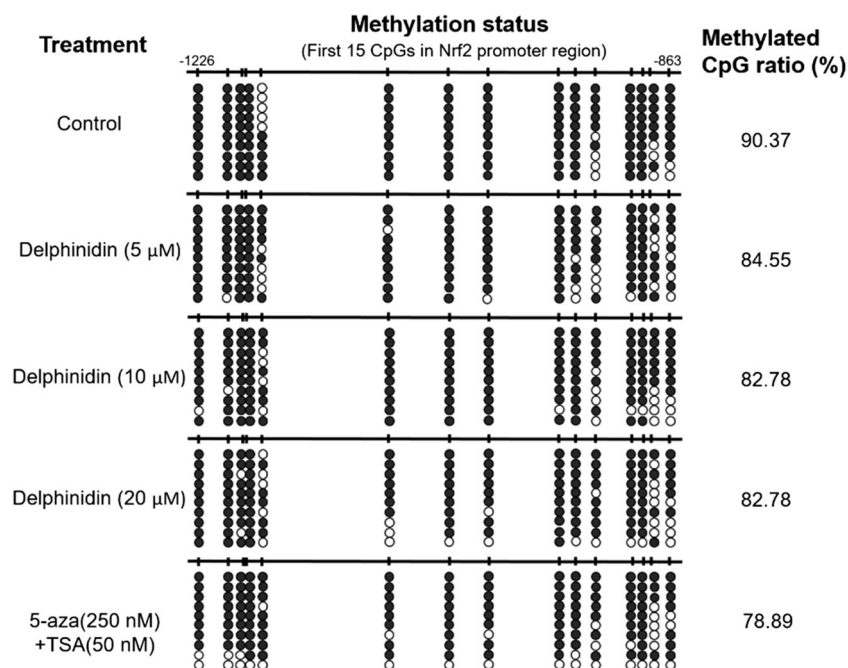 Methylation status
Treatment
(First 15 CpGs in Nrf2 promoter region)
Methylated
CpG ratio (%)
-1226
-863
Control
90.37
Delphinidin (5 μM)
84.55
Delphinidin (10 μM)
82.78
Delphinidin (20 μM)
82.78
5-aza(250 nM)
+TSA(50 nM)
78.89